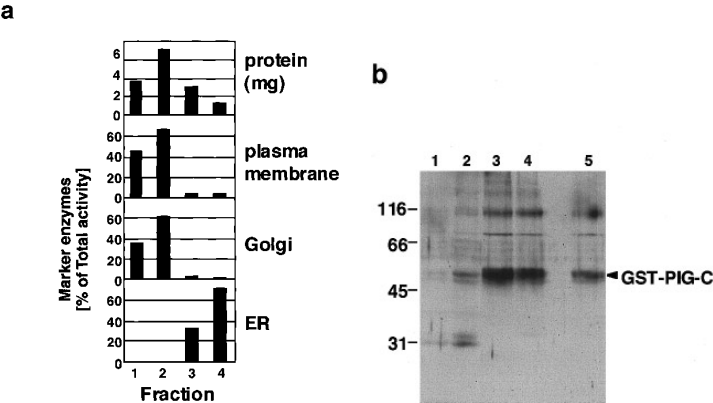 a
protein
(mg)
6
4
2
0
plasma
membrane
60
40
20
0
Golgi
60
40
20
0
ER
60
40
20
0
Marker enzymes
[% of Total activity]
1 2 3 4
Fraction
b
1 2 3 4 5
116
66
45
31
GST-PIG-C